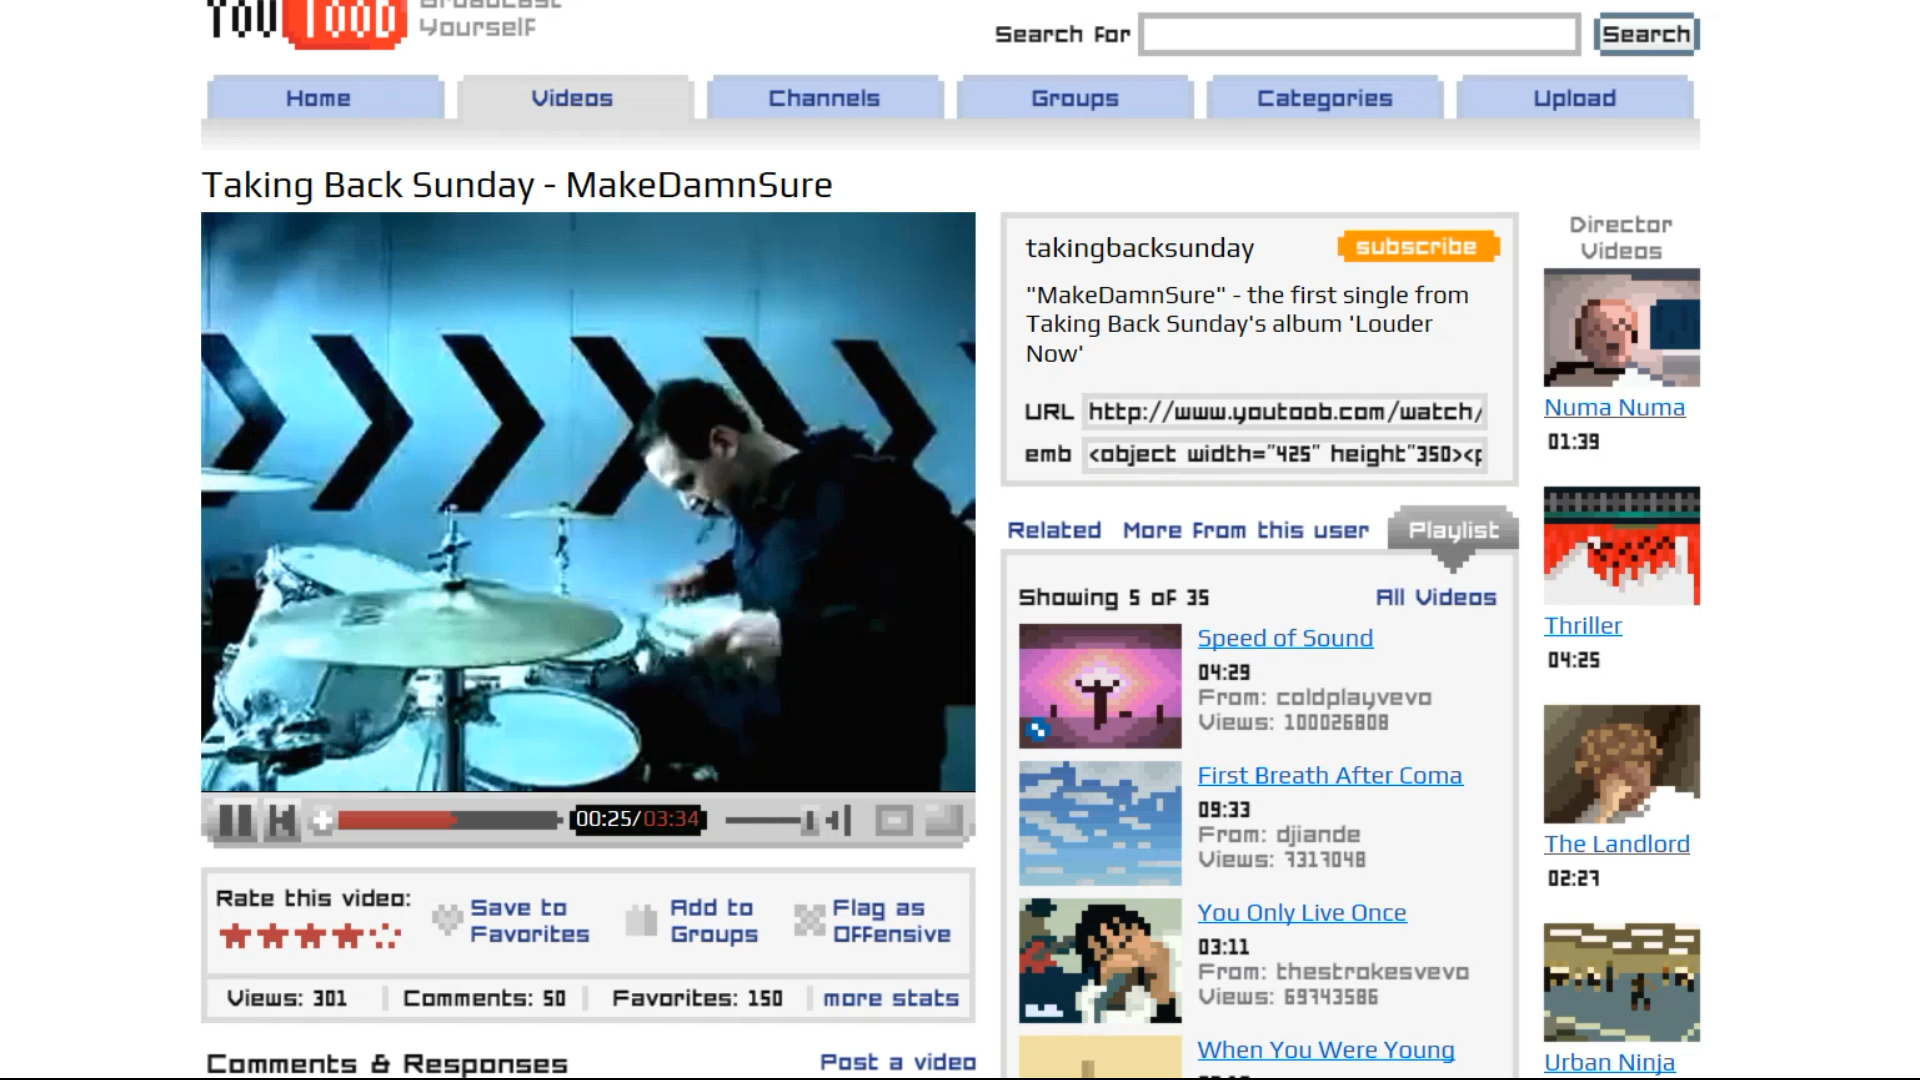 YOU TOOB
Broadcast
Yourself
Search for
Search
Home
Videos
Channels
Groups
Categories
Upload
Taking Back Sunday - MakeDamnSure
takingbacksunday
subscribe
"MakeDamnSure" - the first single from
Taking Back Sunday's album 'Louder
Now'
URL http://www.youtoob.com/watch/
emb <object width="425" height"350><p
Related
More from this user
Playlist
Showing 5 of 35
All Videos
Speed of Sound
04:29
From: coldplayvevo
Views: 100026808
First Breath After Coma
09:33
From: djiande
Views: 7317048
You Only Live Once
03:11
From: thestrokesvevo
Views: 69743586
When You Were Young
Director
Videos
Numa Numa
01:39
Thriller
04:25
The Landlord
02:27
Urban Ninja
00:25/03:34
Rate this video:
Save to
Favorites
Add to
Groups
Flag as
Offensive
Views: 301
Comments: 50
Favorites: 150
more stats
Comments & Responses
Post a video